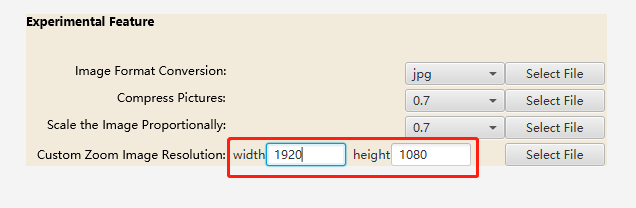 Experimental Feature
Image Format Conversion: jpg Select File
Compress Pictures: 0.7 Select File
Scale the Image Proportionally: 0.7 Select File
Custom Zoom Image Resolution: width 1920 height 1080 Select File